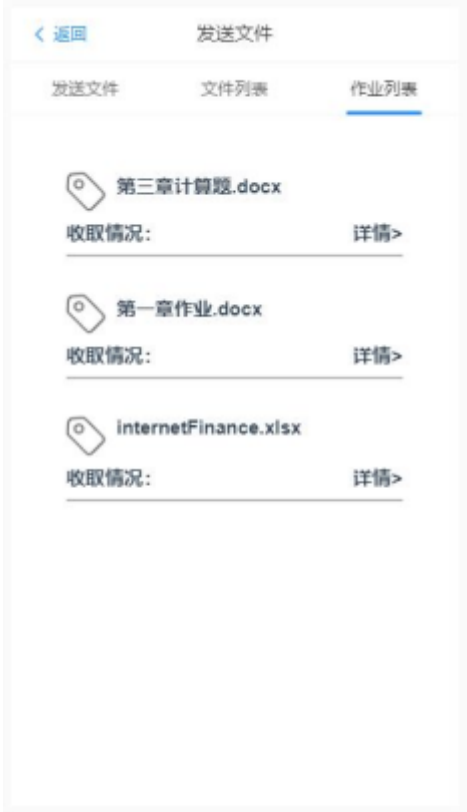 < 返回 发送文件
发送文件 文件列表 作业列表
第三章计算题.docx
收取情况: 详情>
第一章作业.docx
收取情况: 详情>
internetFinance.xlsx
收取情况: 详情>